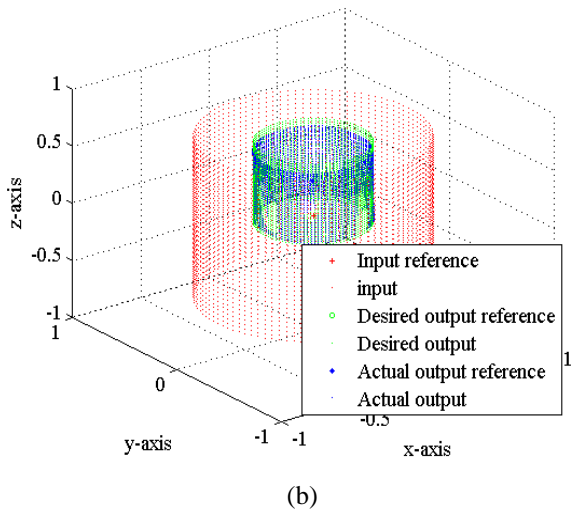 1
0.5
0
-0.5
-1
z-axis
1
0
-1
y-axis
-1
-0.5
1
x-axis
Input reference
input
Desired output reference
Desired output
Actual output reference
Actual output
(b)